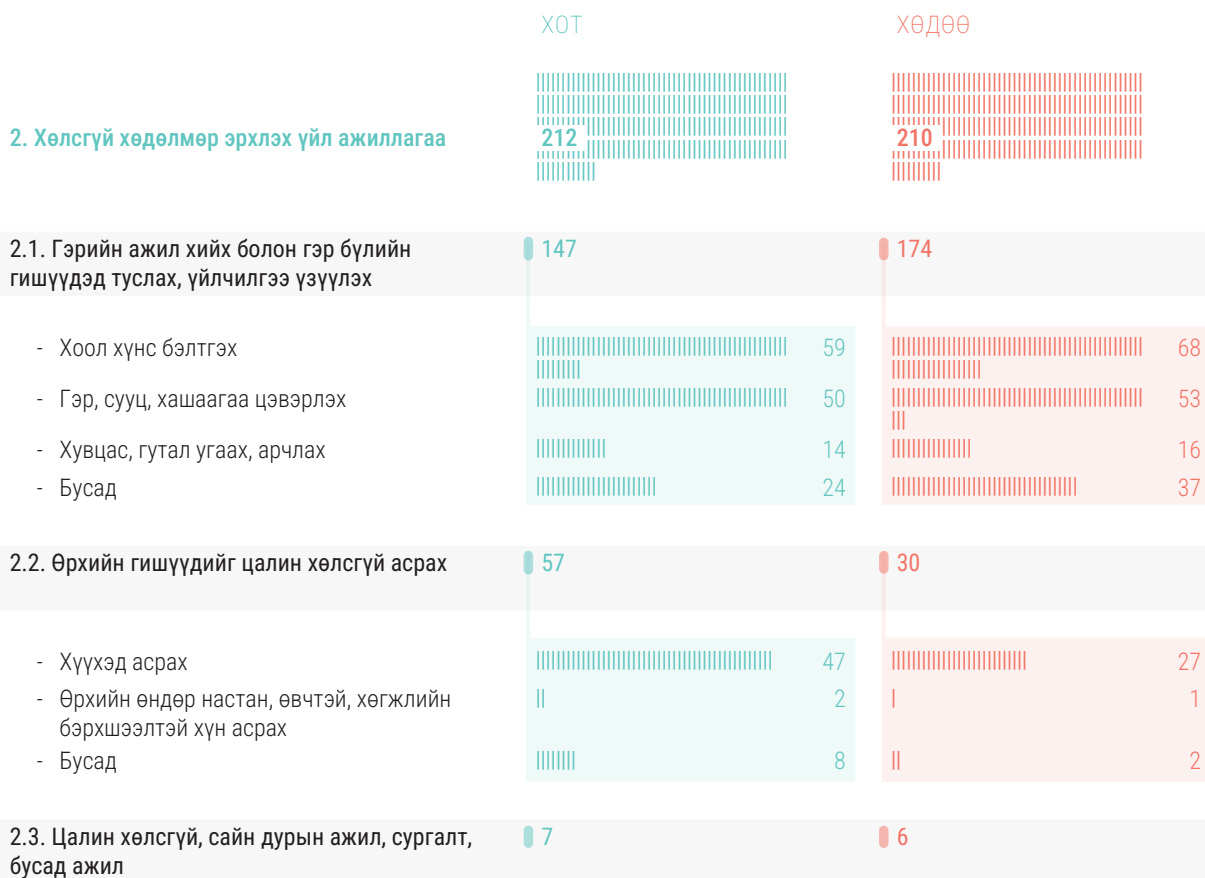 ХОТ ХӨДӨӨ
2. Хөлсгүй хөдөлмөр эрхлэх үйл ажиллагаа 212 210
2.1. Гэрийн ажил хийх болон гэр бүлийн 147 174
гишүүдэд туслах, үйлчилгээ үзүүлэх
- Хоол хүнс бэлтгэх 59 68
- Гэр, сууц, хашаагаа цэвэрлэх 50 53
- Хувцас, гутал угаах, арчлах 14 16
- Бусад 24 37
2.2. Өрхийн гишүүдийг цалин хөлсгүй асрах 57 30
- Хүүхэд асрах 47 27
- Өрхийн өндөр настан, өвчтэй, хөгжлийн 2 1
бэрхшээлтэй хүн асрах
- Бусад 8 2
2.3. Цалин хөлсгүй, сайн дурын ажил, сургалт, 7 6
бусад ажил